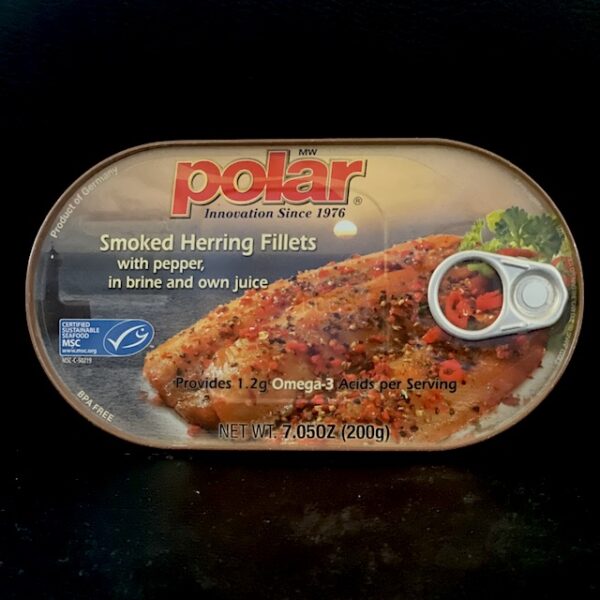 MW
polar®
Innovation Since 1976
Product of Germany
Smoked Herring Fillets
with pepper,
in brine and own juice
CERTIFIED
SUSTAINABLE
SEAFOOD
MSC
www.msc.org
MSC-C-50219
Provides 1.2g Omega-3 Acids per Serving
BPA FREE
NET WT. 7.05OZ (200g)